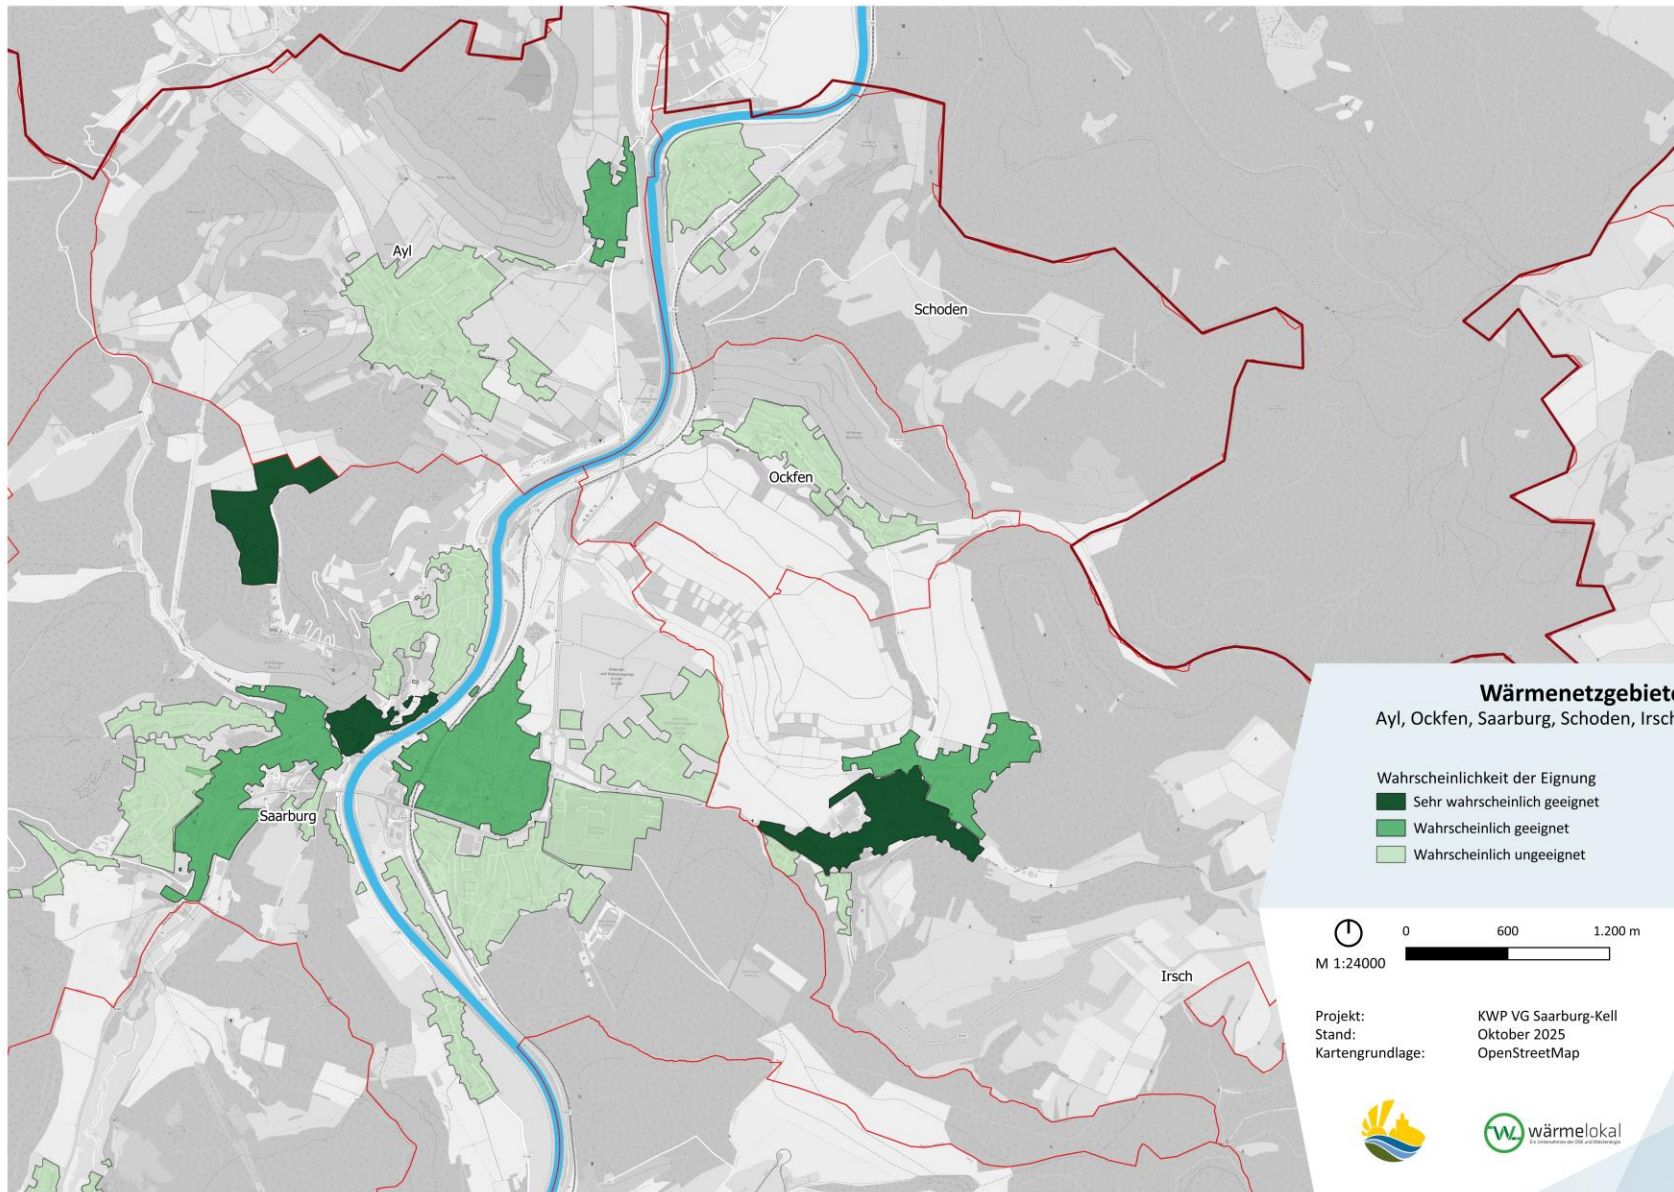 Ayl
Schoden
Ockfen
Saarburg
Irsch
Wärmenetzgebiete
Ayl, Ockfen, Saarburg, Schoden, Irsch
Wahrscheinlichkeit der Eignung
Sehr wahrscheinlich geeignet
Wahrscheinlich geeignet
Wahrscheinlich ungeeignet
0 600 1.200 m
M 1:24000
Projekt: KWP VG Saarburg-Kell
Stand: Oktober 2025
Kartengrundlage: OpenStreetMap
wärmelokal